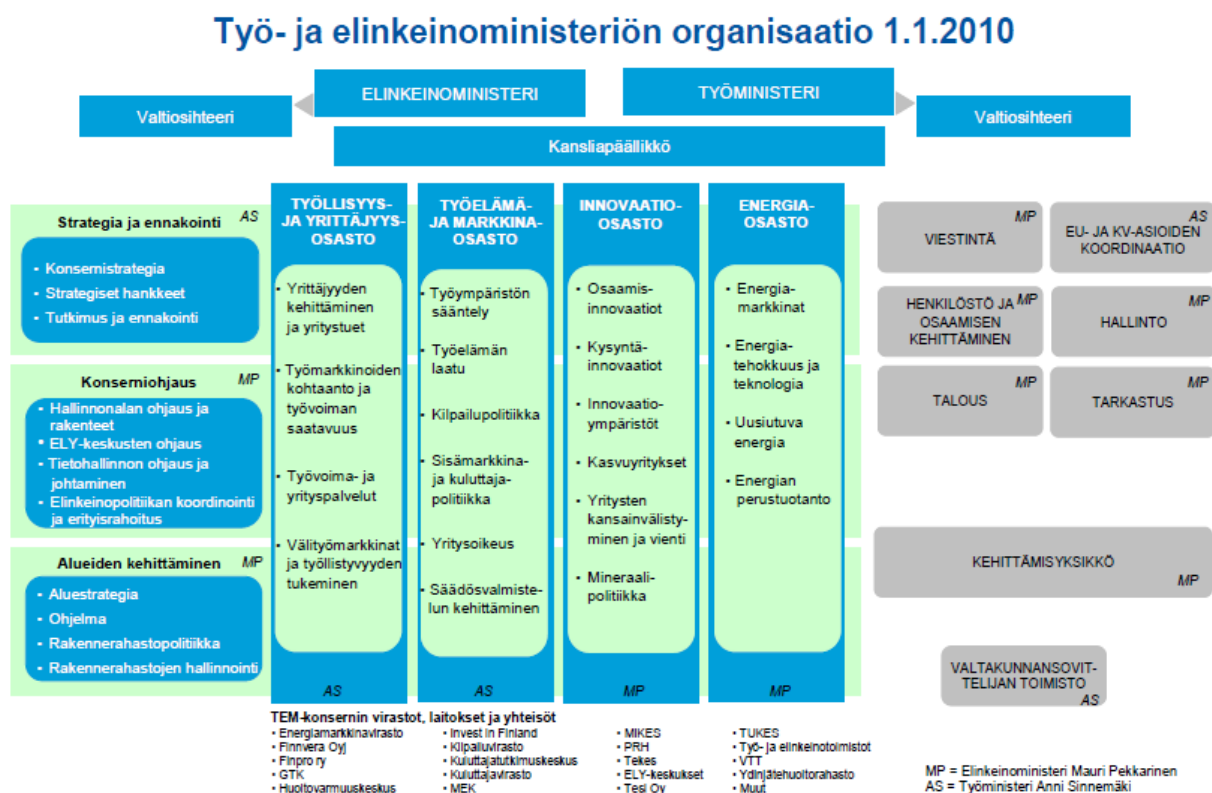 Työ- ja elinkeinoministeriön organisaatio 1.1.2010
ELINKEINOMINISTERI
TYÖMINISTERI
Valtiosihteeri
Valtiosihteeri
Kansliapäällikkö
Strategia ja ennakointi
AS
- Konsernistrategia
- Strategiset hankkeet
- Tutkimus ja ennakointi
Konserniohjaus
MP
- Hallinnonalan ohjaus ja
rakenteet
• ELY-keskusten ohjaus
- Tietohallinnon ohjaus ja
johtaminen
- Elinkeinopolitiikan koordinointi
ja erityisrahoitus
Alueiden kehittäminen
MP
- Aluestrategia
- Ohjelma
- Rakennerahastopolitiikka
- Rakennerahastojen hallinnointi
TYÖLLISYYS-
JA YRITTÄJYYS-
OSASTO
• Yrittäjyyden
kehittäminen
ja yritystuet
• Työmarkkinoiden
kohtaanto ja
työvoiman
saatavuus
• Työvoima- ja
yrityspalvelut
• Välityömarkkinat
ja työllistyvyyden
tukeminen
AS
TYÖELÄMÄ-
JA MARKKINA-
OSASTO
• Työympäristön
sääntely
• Työelämän
laatu
• Kilpailupolitiikka
• Sisämarkkina-
ja kuluttaja-
politiikka
• Yritysoikeus
• Säädösvalmiste-
lun kehittäminen
AS
INNOVAATIO-
OSASTO
• Osaamis-
innovaatiot
• Kysyntä-
innovaatiot
• Innovaatio-
ympäristöt
• Kasvuyritykset
• Yritysten
kansainvälisty-
minen ja vienti
• Mineraali-
politiikka
MP
ENERGIA-
OSASTO
• Energia-
markkinat
• Energia-
tehokkuus ja
teknologia
• Uusiutuva
energia
• Energian
perustuotanto
MP
MP
VIESTINTÄ
AS
EU- JA KV-ASIOIDEN
KOORDINAATIO
HENKILÖSTÖ JA MP
OSAAMISEN
KEHITTÄMINEN
MP
HALLINTO
MP
TALOUS
MP
TARKASTUS
KEHITTÄMISYKSIKKÖ
MP
VALTAKUNNANSOVIT-
TELIJAN TOIMISTO
AS
TEM-konsernin virastot, laitokset ja yhteisöt
• Energiamarkkinavirasto
• Finnvera Oyj
• Finpro ry
• GTK
• Huoltovarmuuskeskus
• Invest in Finland
• Kilpailuvirasto
• Kuluttajatutkimuskeskus
• Kuluttajavirasto
• MEK
• MIKES
• PRH
• Tekes
• ELY-keskukset
• Tesi Oy
• TUKES
• Työ- ja elinkeinotoimistot
• VTT
• Ydinjätehuoltorahasto
• Muut
MP = Elinkeinoministeri Mauri Pekkarinen
AS = Työministeri Anni Sinnemäki